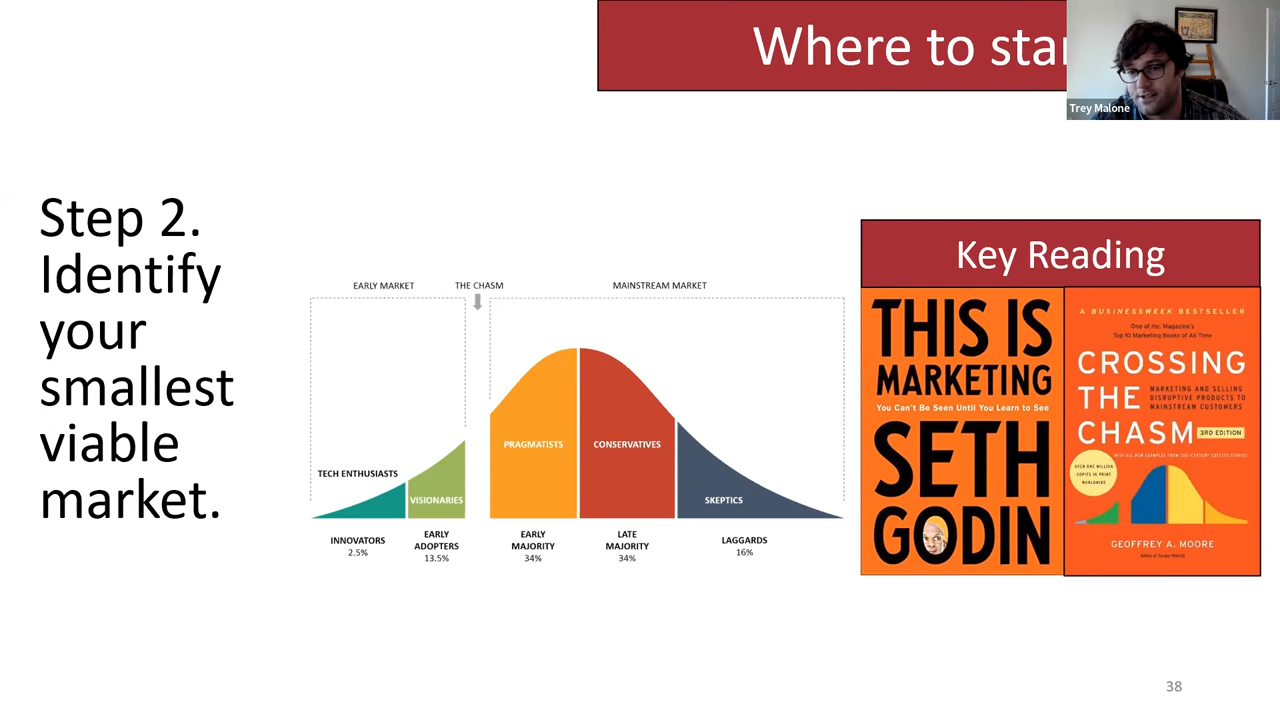 Where to star
Trey Malone
Step 2.
Identify
your
smallest
viable
market.
EARLY MARKET
THE CHASM
MAINSTREAM MARKET
TECH ENTHUSIASTS
VISIONARIES
PRAGMATISTS
CONSERVATIVES
SKEPTICS
INNOVATORS
2.5%
EARLY
ADOPTERS
13.5%
EARLY
MAJORITY
34%
LATE
MAJORITY
34%
LAGGARDS
16%
Key Reading
THIS IS
MARKETING
You Can't Be Seen Until You Learn to See
SETH
GODIN
A BUSINESSWEEK BESTSELLER
One of Inc. Magazine's
Top 10 Marketing Books of All Time
CROSSING
THE
CHASM
MARKETING AND SELLING
DISRUPTIVE PRODUCTS TO
MAINSTREAM CUSTOMERS
3RD EDITION
WITH ALL NEW EXAMPLES FROM 21ST-CENTURY SUCCESS STORIES
OVER ONE MILLION
COPIES IN PRINT
WORLDWIDE
GEOFFREY A. MOORE
Author of Escape Velocity
38